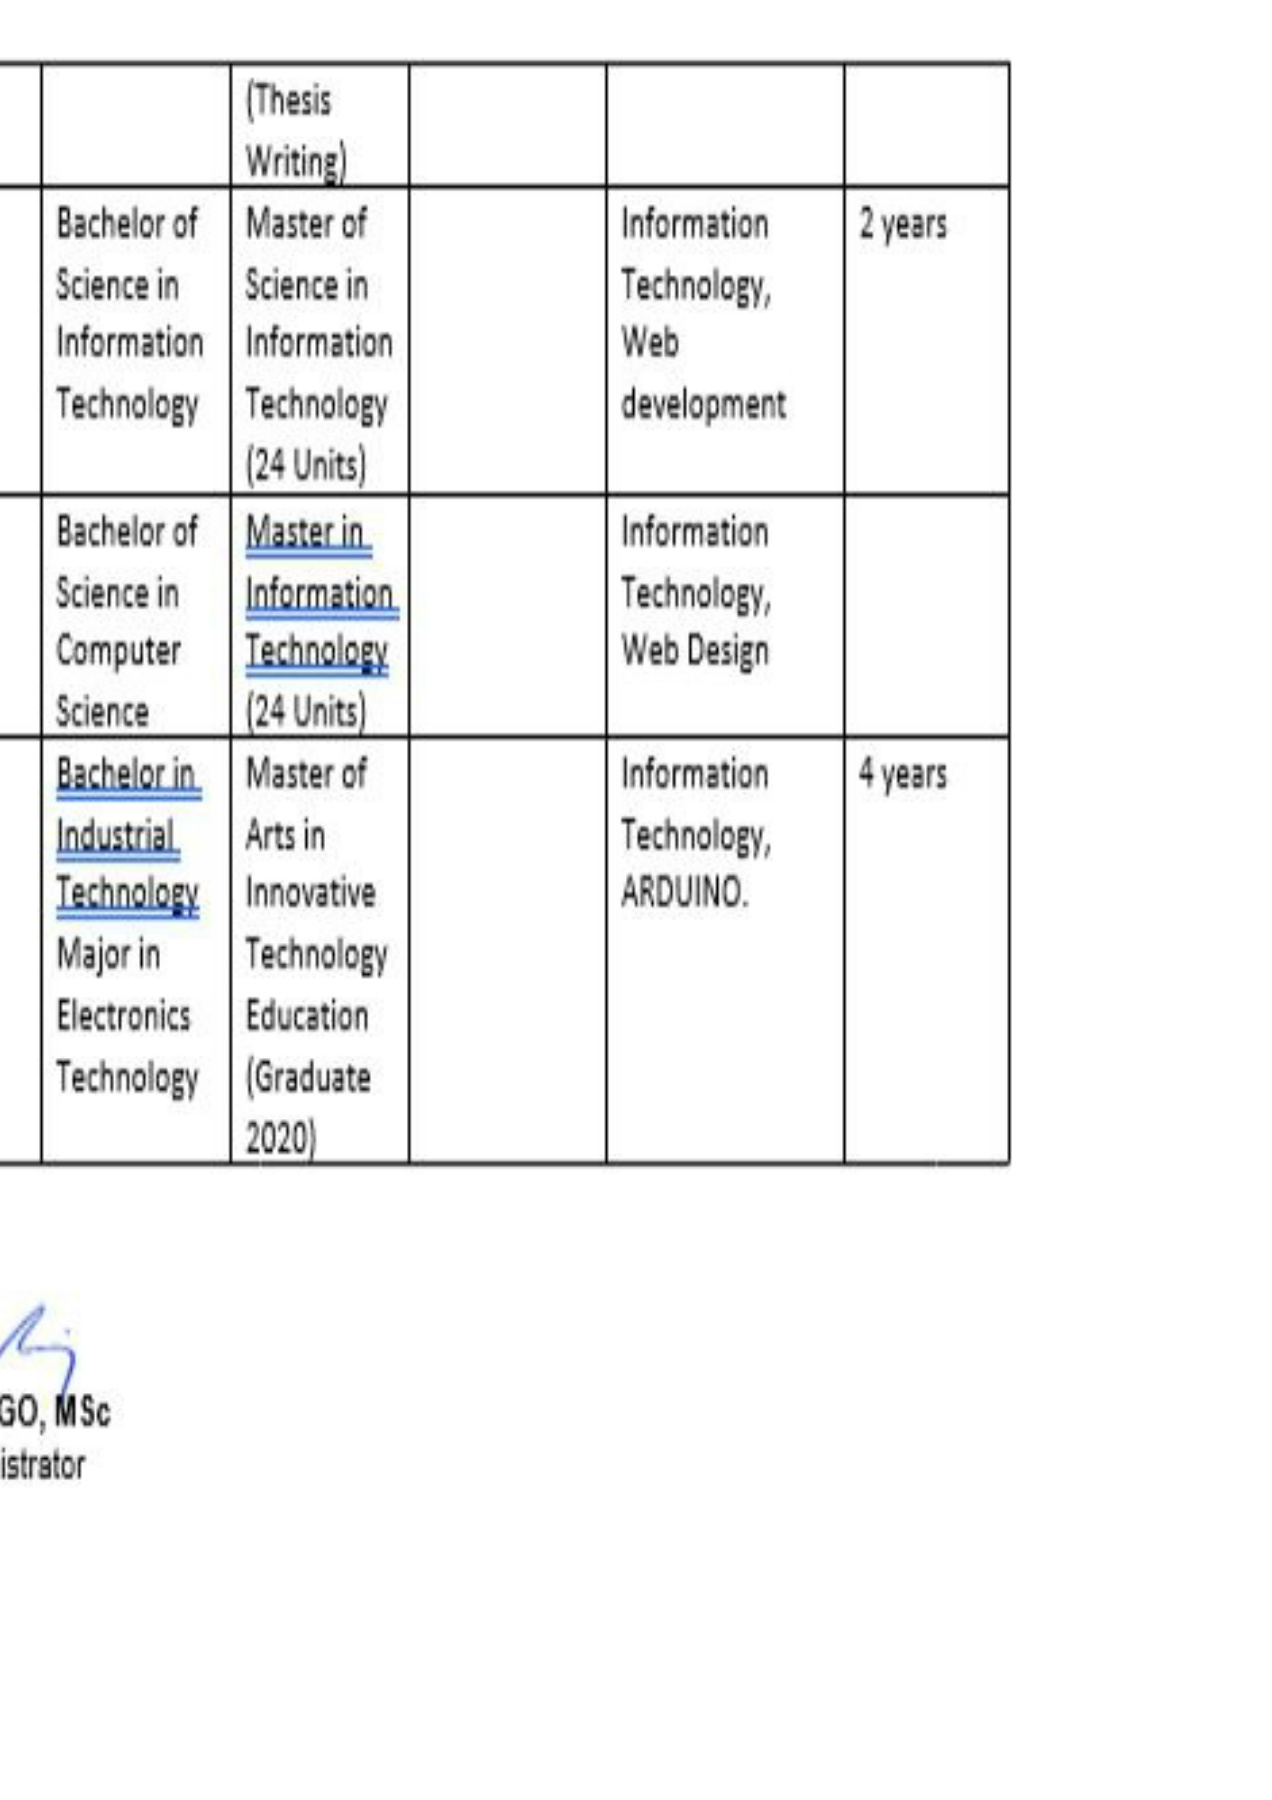 (Thesis
Writing)
Bachelor of
Science in
Information
Technology
Master of
Science in
Information
Technology
(24 Units)
Information
Technology,
Web
development
2 years
Bachelor of
Science in
Computer
Science
Master in
Information
Technology
(24 Units)
Information
Technology,
Web Design
Bachelor in
Industrial
Technology
Major in
Electronics
Technology
Master of
Arts in
Innovative
Technology
Education
(Graduate
2020)
Information
Technology,
ARDUINO.
4 years
GO, MSc
istrator